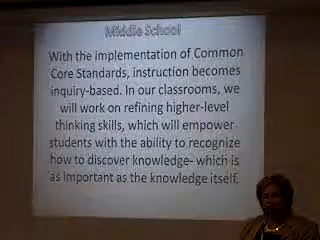 Middle School
With the implementation of Common
Core Standards, instruction becomes
inquiry-based. In our classrooms, we
will work on refining higher-level
thinking skills, which will empower
students with the ability to recognize
how to discover knowledge- which is
as important as the knowledge itself.